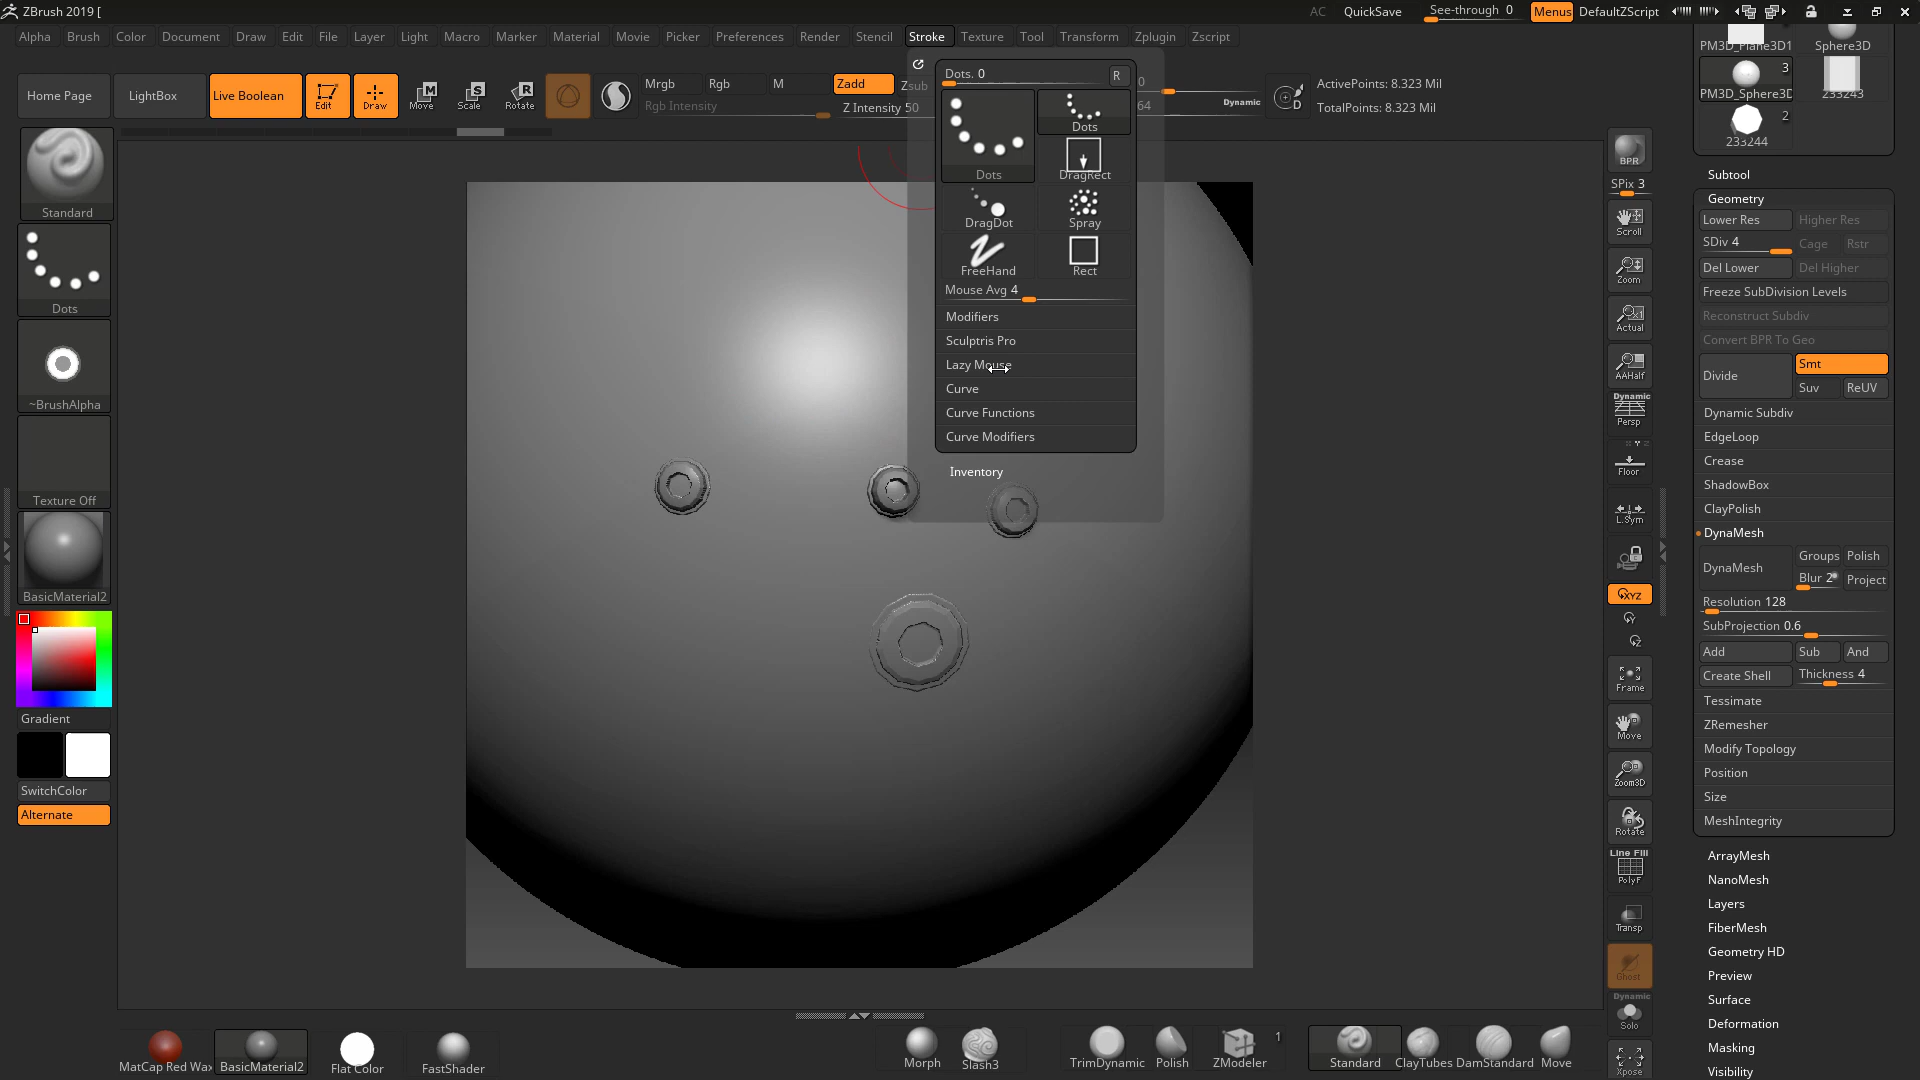 ZBrush 2019 [
AC
QuickSave
See-through 0
Menus
DefaultZScript
Alpha
Brush
Color
Document
Draw
Edit
File
Layer
Light
Macro
Marker
Material
Movie
Picker
Preferences
Render
Stencil
Stroke
Texture
Tool
Transform
Zplugin
Zscript
Home Page
LightBox
Live Boolean
Edit
Draw
Move
Scale
Rotate
Mrgb
Rgb
M
Zadd
Zsub
Rgb Intensity
Z Intensity 50
0
64
Dynamic
ActivePoints: 8.323 Mil
TotalPoints: 8.323 Mil
Standard
Dots
~BrushAlpha
Texture Off
BasicMaterial2
Gradient
SwitchColor
Alternate
Dots. 0
R
Dots
Dots
DragRect
DragDot
Spray
FreeHand
Rect
Mouse Avg 4
Modifiers
Sculptris Pro
Lazy Mouse
Curve
Curve Functions
Curve Modifiers
Inventory
BPR
SPix 3
Scroll
Zoom
Actual
AAHalf
Dynamic
Persp
Floor
L.Sym
XYZ
Frame
Move
Zoom3D
Rotate
Line Fill
PolyF
Transp
Ghost
Dynamic
Solo
Xpose
PM3D_Plane3D1
Sphere3D
3
PM3D_Sphere3D
233243
2
233244
Subtool
Geometry
Lower Res
Higher Res
SDiv 4
Cage
Rstr
Del Lower
Del Higher
Freeze SubDivision Levels
Reconstruct Subdiv
Convert BPR To Geo
Divide
Smt
Suv
ReUV
Dynamic Subdiv
EdgeLoop
Crease
ShadowBox
ClayPolish
DynaMesh
DynaMesh
Groups
Polish
Blur 2
Project
Resolution 128
SubProjection 0.6
Add
Sub
And
Create Shell
Thickness 4
Tessimate
ZRemesher
Modify Topology
Position
Size
MeshIntegrity
ArrayMesh
NanoMesh
Layers
FiberMesh
Geometry HD
Preview
Surface
Deformation
Masking
Visibility
MatCap Red Wax
BasicMaterial2
Flat Color
FastShader
Morph
Slash3
TrimDynamic
Polish
ZModeler
1
Standard
ClayTubes
DamStandard
Move